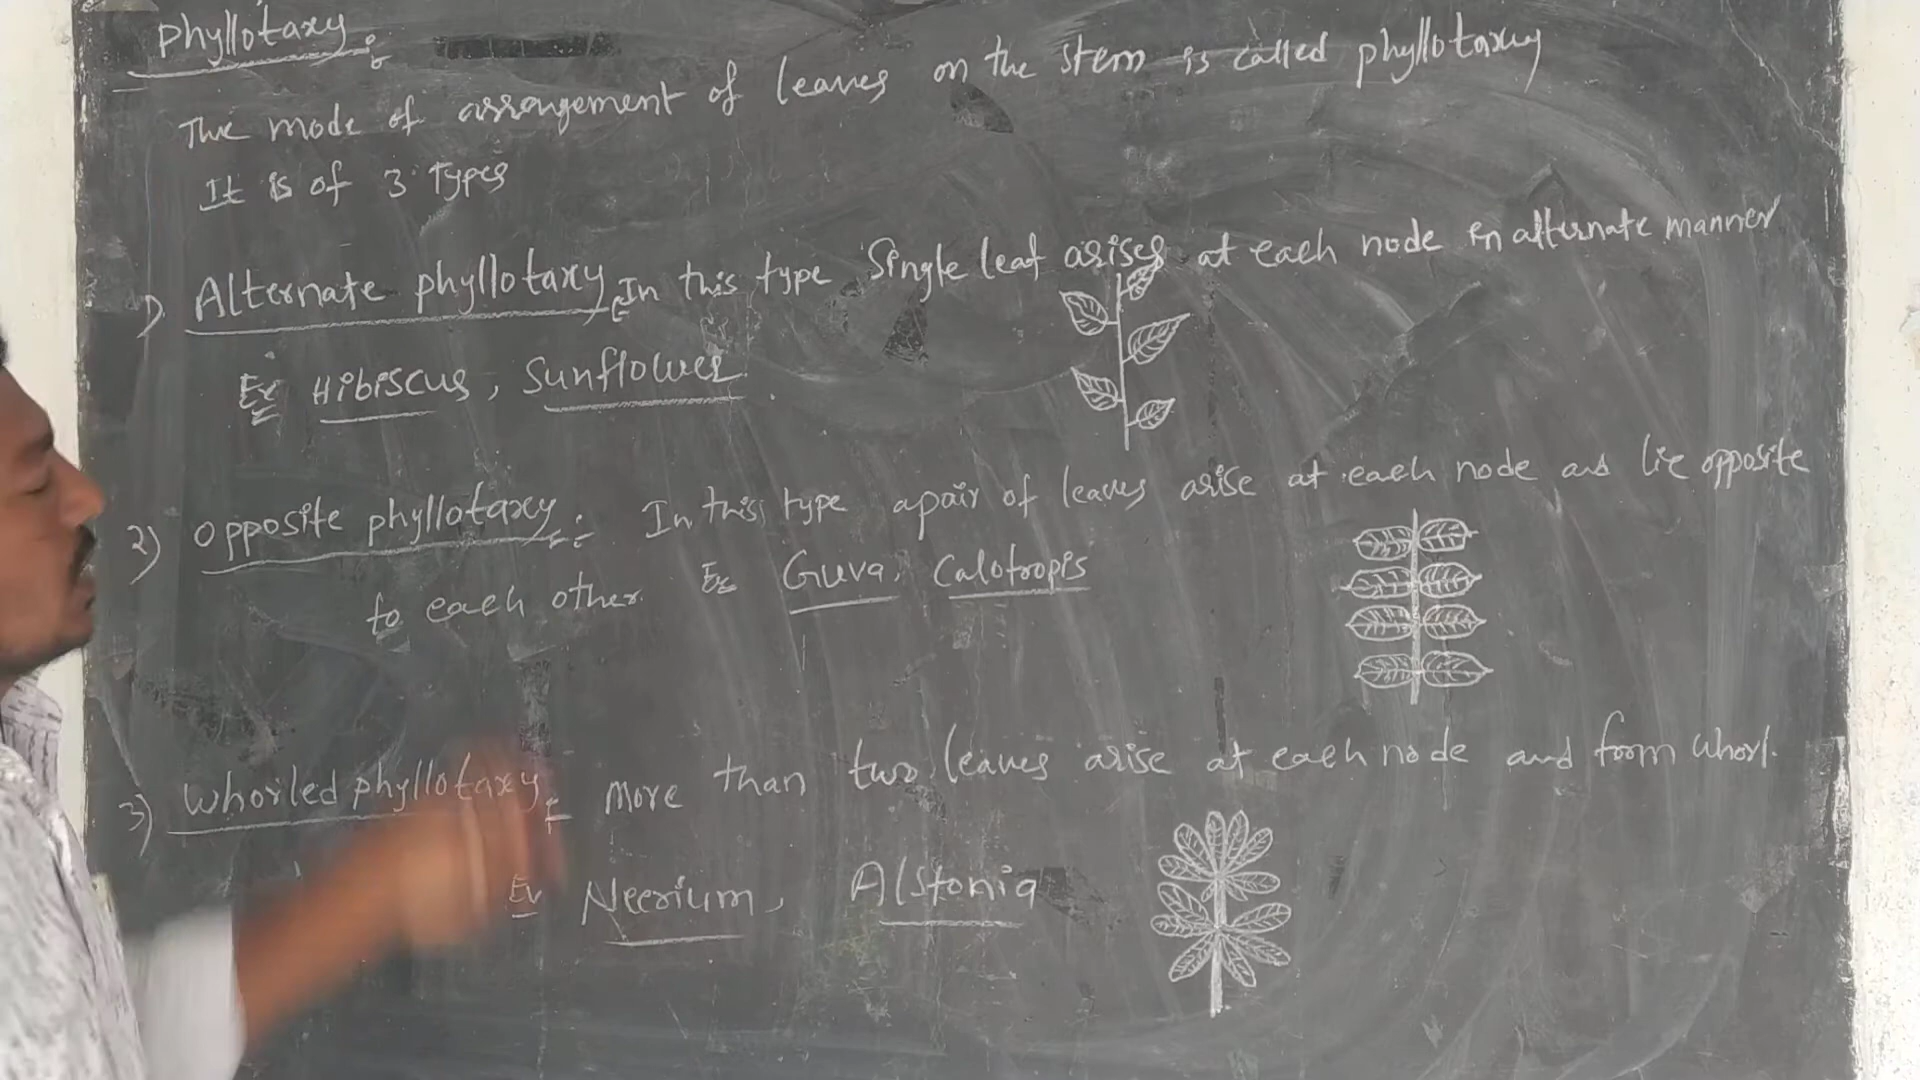 Phyllotaxy :
The mode of arrangement of leaves on the stem is called phyllotaxy
It is of 3 Types
1) Alternate phyllotaxy : In this type Single leaf arises at each node in alternate manner
Ex Hibiscus, Sunflower.
2) Opposite phyllotaxy : In this type a pair of leaves arise at each node and lie opposite
to each other. Ex Guva, Calotropis
3) Whorled phyllotaxy : More than two leaves arise at each node and form whorl.
Ex Neerium, Alstonia